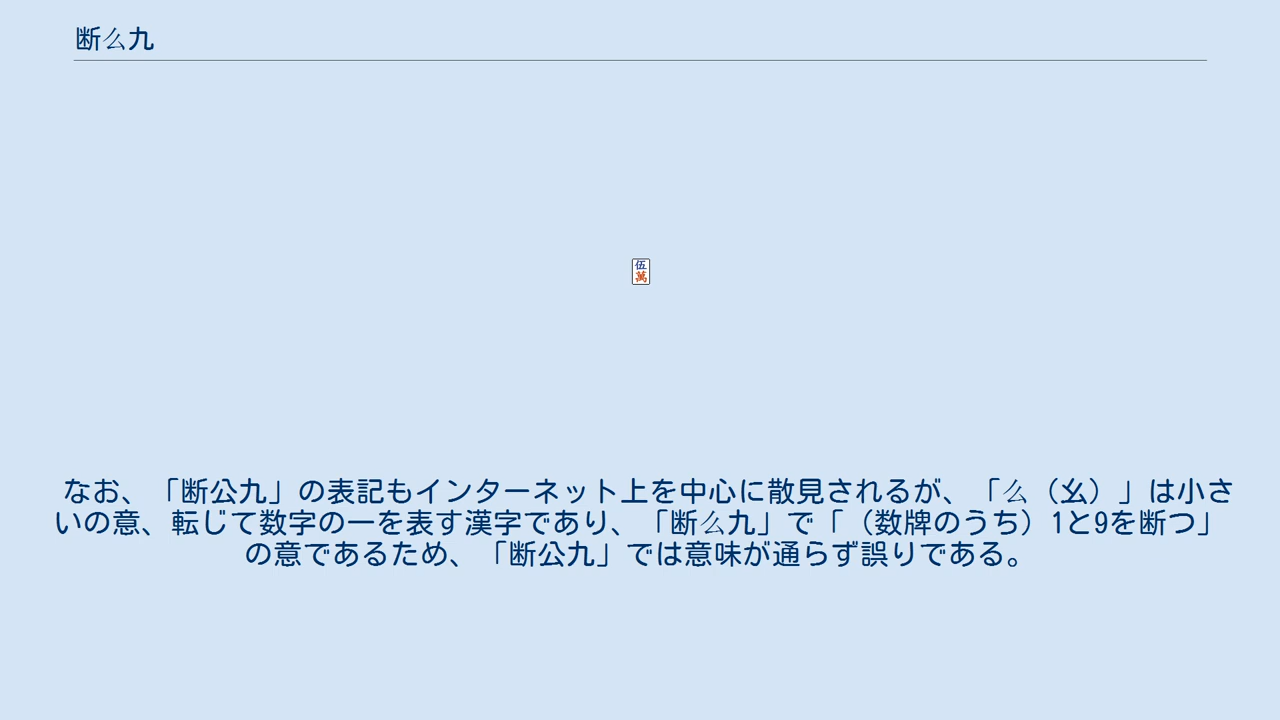 断么九
伍
萬
なお、「断公九」の表記もインターネット上を中心に散見されるが、「么（幺）」は小さ
いの意、転じて数字の一を表す漢字であり、「断么九」で「（数牌のうち）1と9を断つ」
の意であるため、「断公九」では意味が通らず誤りである。